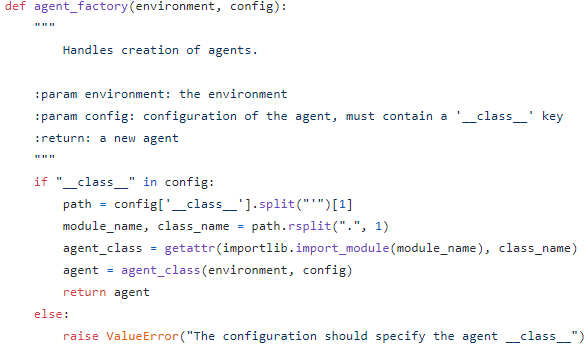 def agent_factory(environment, config):
    """
        Handles creation of agents.

    :param environment: the environment
    :param config: configuration of the agent, must contain a '__class__' key
    :return: a new agent
    """
    if "__class__" in config:
        path = config['__class__'].split("'")[1]
        module_name, class_name = path.rsplit(".", 1)
        agent_class = getattr(importlib.import_module(module_name), class_name)
        agent = agent_class(environment, config)
        return agent
    else:
        raise ValueError("The configuration should specify the agent __class__")